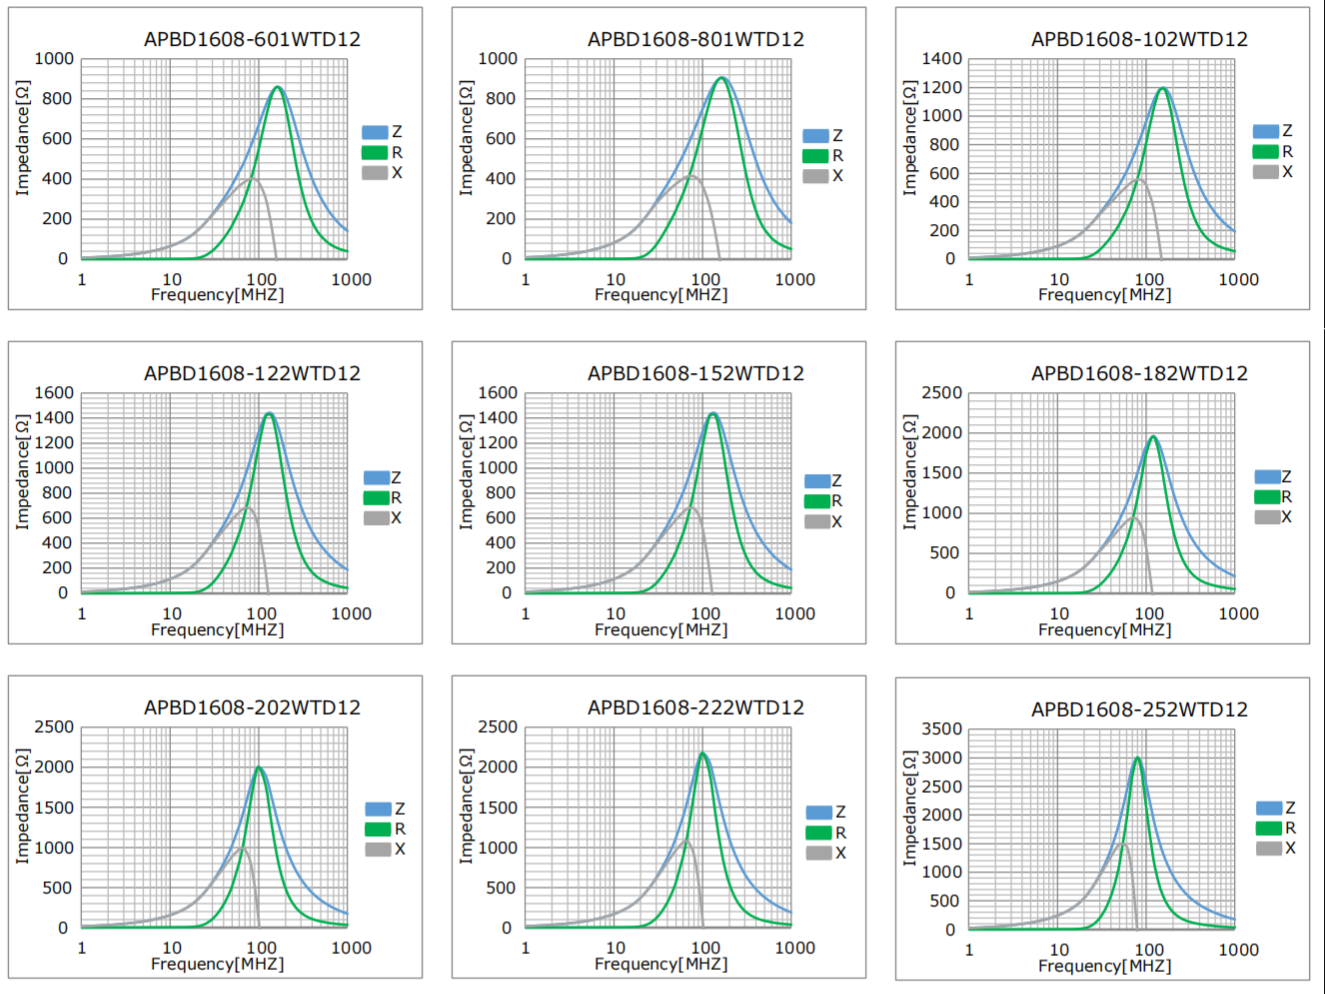 APBD1608-601WTD12
Impedance[Ω]
1000
800
600
400
200
0
1
10
100
1000
Frequency[MHZ]
Z
R
X
APBD1608-801WTD12
Impedance[Ω]
1000
800
600
400
200
0
1
10
100
1000
Frequency[MHZ]
Z
R
X
APBD1608-102WTD12
Impedance[Ω]
1400
1200
1000
800
600
400
200
0
1
10
100
1000
Frequency[MHZ]
Z
R
X
APBD1608-122WTD12
Impedance[Ω]
1600
1400
1200
1000
800
600
400
200
0
1
10
100
1000
Frequency[MHZ]
Z
R
X
APBD1608-152WTD12
Impedance[Ω]
1600
1400
1200
1000
800
600
400
200
0
1
10
100
1000
Frequency[MHZ]
Z
R
X
APBD1608-182WTD12
Impedance[Ω]
2500
2000
1500
1000
500
0
1
10
100
1000
Frequency[MHZ]
Z
R
X
APBD1608-202WTD12
Impedance[Ω]
2500
2000
1500
1000
500
0
1
10
100
1000
Frequency[MHZ]
Z
R
X
APBD1608-222WTD12
Impedance[Ω]
2500
2000
1500
1000
500
0
1
10
100
1000
Frequency[MHZ]
Z
R
X
APBD1608-252WTD12
Impedance[Ω]
3500
3000
2500
2000
1500
1000
500
0
1
10
100
1000
Frequency[MHZ]
Z
R
X